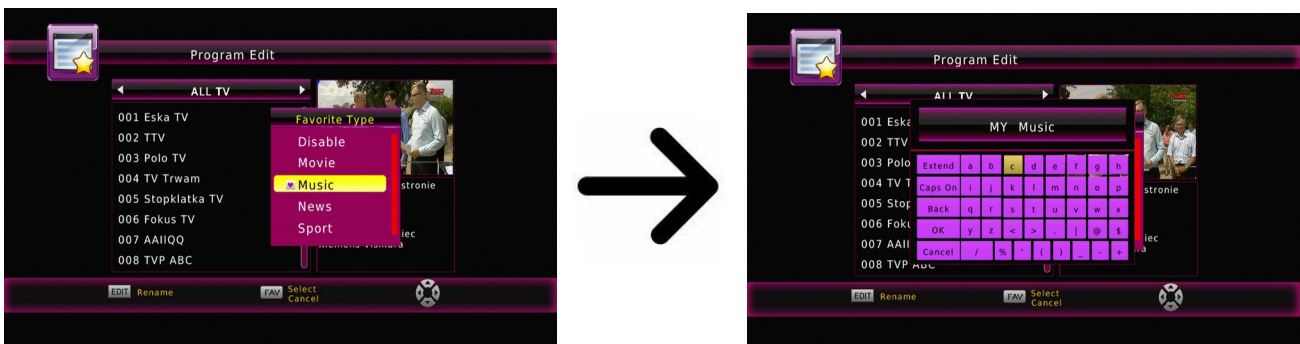 Program Edit
ALL TV
001 Eska TV
002 TTV
003 Polo TV
004 TV Trwam
005 Stopklatka TV
006 Fokus TV
007 AAIIQQ
008 TVP ABC
Favorite Type
Disable
Movie
Music
News
Sport
stronie
iec
EDIT Rename
FAV Select
Cancel
Program Edit
ALL TV
001 Eska
002 TTV
003 Polo
004 TV T
005 Stop
006 Foku
007 AAII
008 TVP ABC
MY Music
Extend a b c d e f g h
Caps On i j k l m n o p
Back q r s t u v w x
OK y z < > . | @ $
Cancel / % ' ( ) _ - +
stronie
iec
EDIT Rename
FAV Select
Cancel